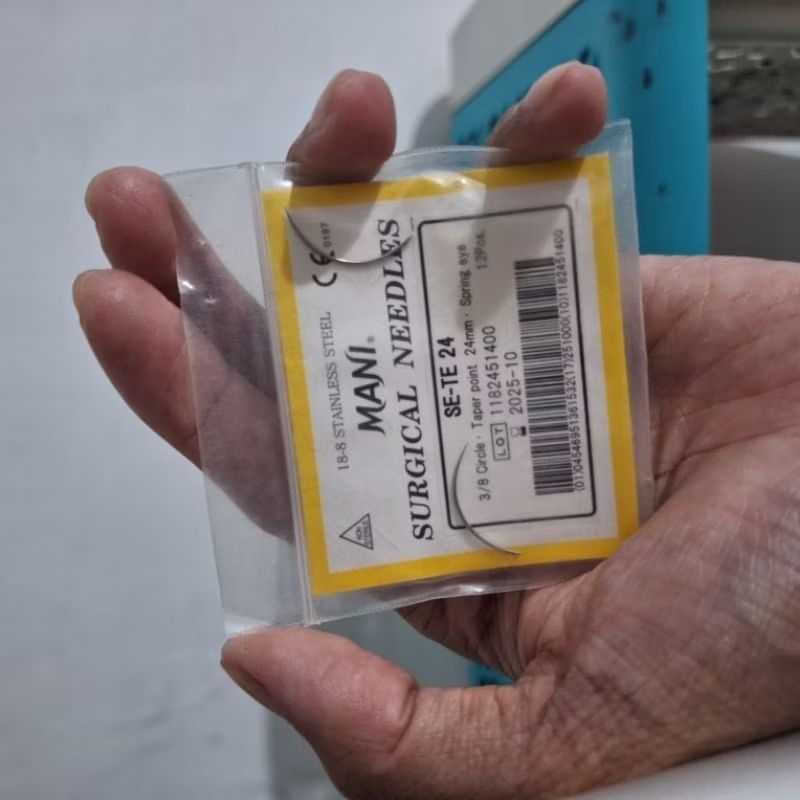 18-8 STAINLESS STEEL
CE 0197
MANI®
SURGICAL NEEDLES
NON STERILE
SE-TE 24
3/8 Circle · Taper point 24mm · Spring eye
12Pcs.
LOT 1182451400
2025-10
(01)04546951361532(17)251000(10)1182451400